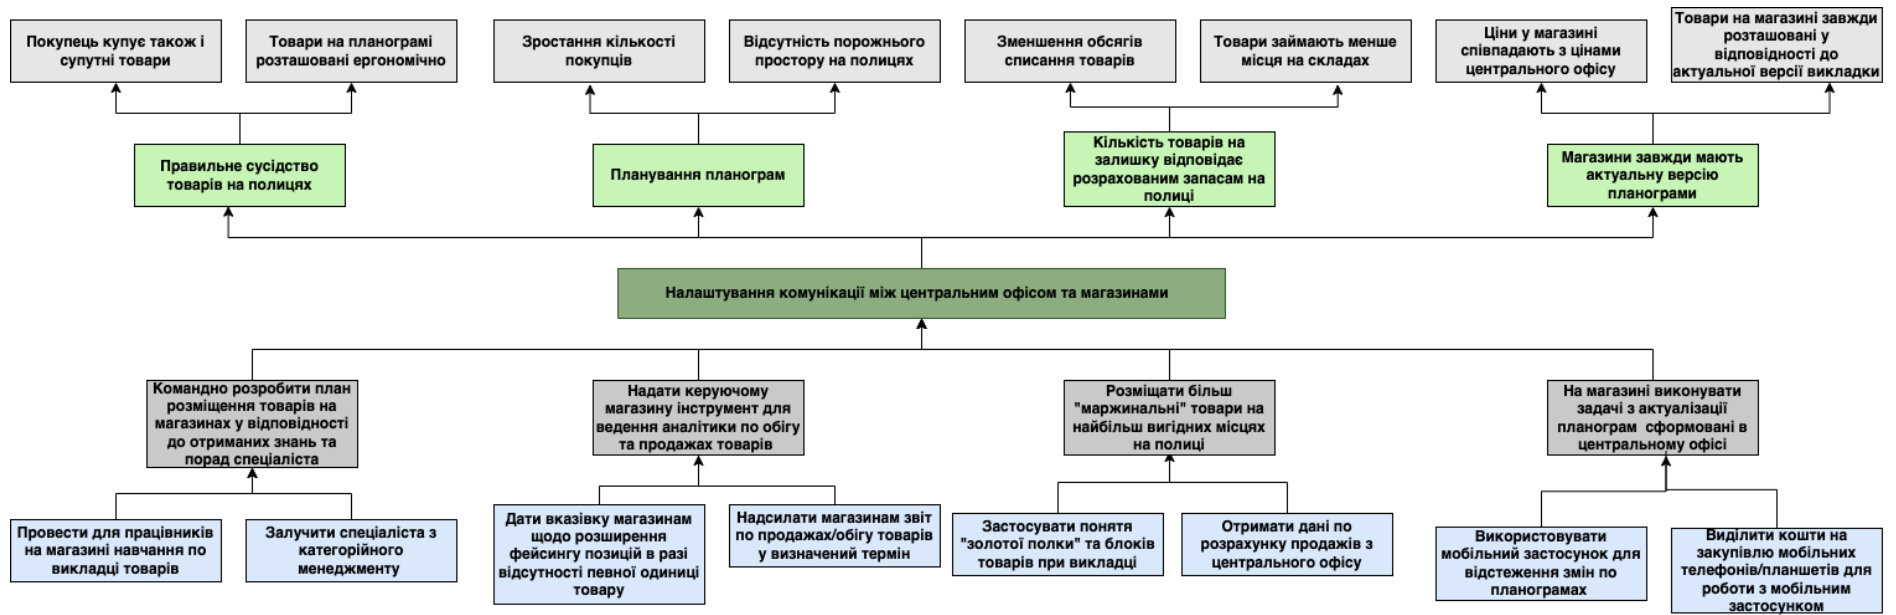 Покупець купує також і
супутні товари
Товари на планограмі
розташовані ергономічно
Зростання кількості
покупців
Відсутність порожнього
простору на полицях
Зменшення обсягів
списання товарів
Товари займають менше
місця на складах
Ціни у магазині
співпадають з цінами
центрального офісу
Товари на магазині завжди
розташовані у
відповідності до
актуальної версії викладки
Правильне сусідство
товарів на полицях
Планування планограм
Кількість товарів на
залишку відповідає
розрахованим запасам на
полиці
Магазини завжди мають
актуальну версію
планограми
Налаштування комунікації між центральним офісом та магазинами
Командно розробити план
розміщення товарів на
магазинах у відповідності
до отриманих знань та
порад спеціаліста
Надати керуючому
магазину інструмент для
ведення аналітики по обігу
та продажах товарів
Розміщати більш
"маржинальні" товари на
найбільш вигідних місцях
на полиці
На магазині виконувати
задачі з актуалізації
планограм сформовані в
центральному офісі
Провести для працівників
на магазині навчання по
викладці товарів
Залучити спеціаліста з
категорійного
менеджменту
Дати вказівку магазинам
щодо розширення
фейсингу позицій в разі
відсутності певної одиниці
товару
Надсилати магазинам звіт
по продажах/обігу товарів
у визначений термін
Застосувати понятя
"золотої полки" та блоків
товарів при викладці
Отримати дані по
розрахунку продажів з
центрального офісу
Використовувати
мобільний застосунок для
відстеження змін по
планограмах
Виділити кошти на
закупівлю мобільних
телефонів/планшетів для
роботи з мобільним
застосунком